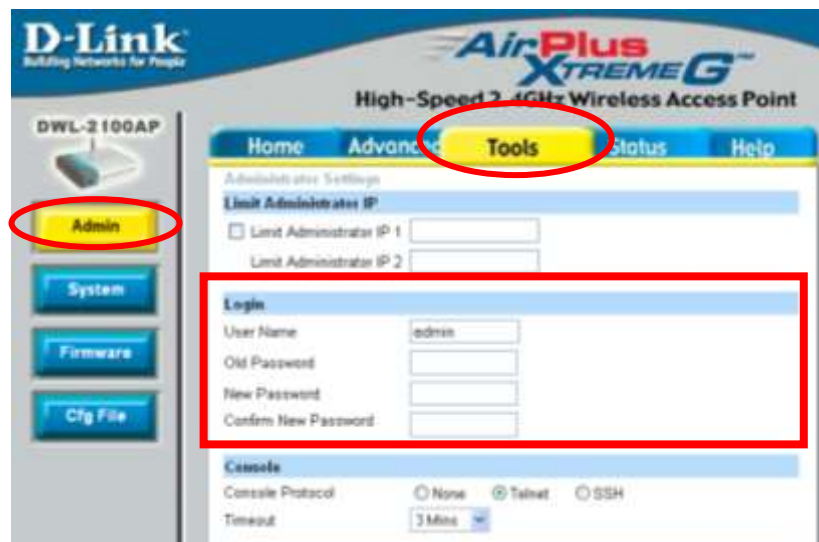 D-Link
Building Networks for People
AirPlus
XTREME G™
High-Speed 2.4GHz Wireless Access Point
DWL-2100AP
Home Advanced Tools Status Help
Administrator Settings
Limit Administrator IP
Admin
Limit Administrator IP 1
Limit Administrator IP 2
System
Login
User Name admin
Firmware
Old Password
New Password
Cfg File
Confirm New Password
Console
Console Protocol None Telnet SSH
Timeout 3 Mins